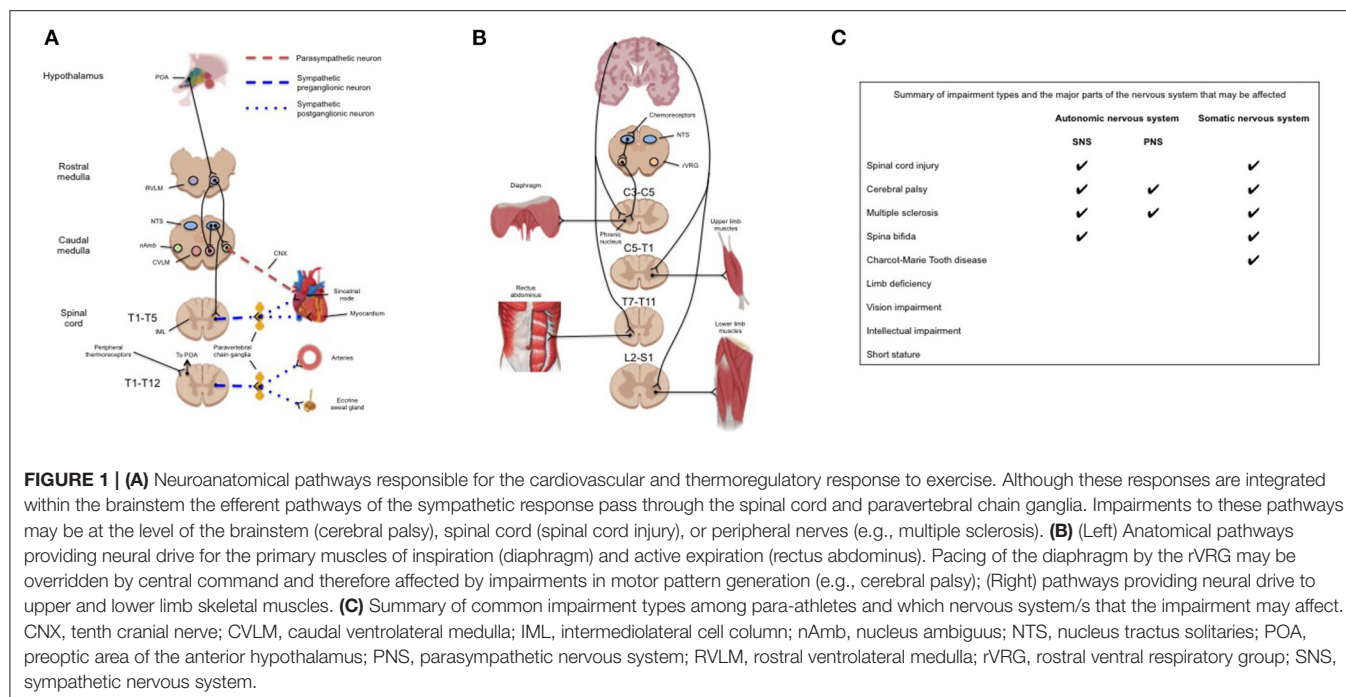 A
Hypothalamus
POA
Parasympathetic neuron
Sympathetic
preganglionic neuron
Sympathetic
postganglionic neuron
Rostral
medulla
RVLM
NTS
Caudal
medulla
nAmb
CVLM
CNX
Sinoatrial
node
Myocardium
Spinal
cord
T1-T5
IML
Peripheral
thermoreceptors
To POA
Paravertebral
chain ganglia
Arteries
T1-T12
Eccrine
sweat gland
B
Chemoreceptors
NTS
rVRG
C3-C5
Diaphragm
Phrenic
nucleus
Upper limb
muscles
C5-T1
Rectus
abdominus
T7-T11
Lower limb
muscles
L2-S1
C
Summary of impairment types and the major parts of the nervous system that may be affected
Autonomic nervous system Somatic nervous system
SNS PNS
Spinal cord injury ✔ ✔
Cerebral palsy ✔ ✔ ✔
Multiple sclerosis ✔ ✔ ✔
Spina bifida ✔ ✔
Charcot-Marie Tooth disease ✔
Limb deficiency
Vision impairment
Intellectual impairment
Short stature
FIGURE 1 | (A) Neuroanatomical pathways responsible for the cardiovascular and thermoregulatory response to exercise. Although these responses are integrated
within the brainstem the efferent pathways of the sympathetic response pass through the spinal cord and paravertebral chain ganglia. Impairments to these pathways
may be at the level of the brainstem (cerebral palsy), spinal cord (spinal cord injury), or peripheral nerves (e.g., multiple sclerosis). (B) (Left) Anatomical pathways
providing neural drive for the primary muscles of inspiration (diaphragm) and active expiration (rectus abdominus). Pacing of the diaphragm by the rVRG may be
overridden by central command and therefore affected by impairments in motor pattern generation (e.g., cerebral palsy); (Right) pathways providing neural drive to
upper and lower limb skeletal muscles. (C) Summary of common impairment types among para-athletes and which nervous system/s that the impairment may affect.
CNX, tenth cranial nerve; CVLM, caudal ventrolateral medulla; IML, intermediolateral cell column; nAmb, nucleus ambiguus; NTS, nucleus tractus solitaries; POA,
preoptic area of the anterior hypothalamus; PNS, parasympathetic nervous system; RVLM, rostral ventrolateral medulla; rVRG, rostral ventral respiratory group; SNS,
sympathetic nervous system.